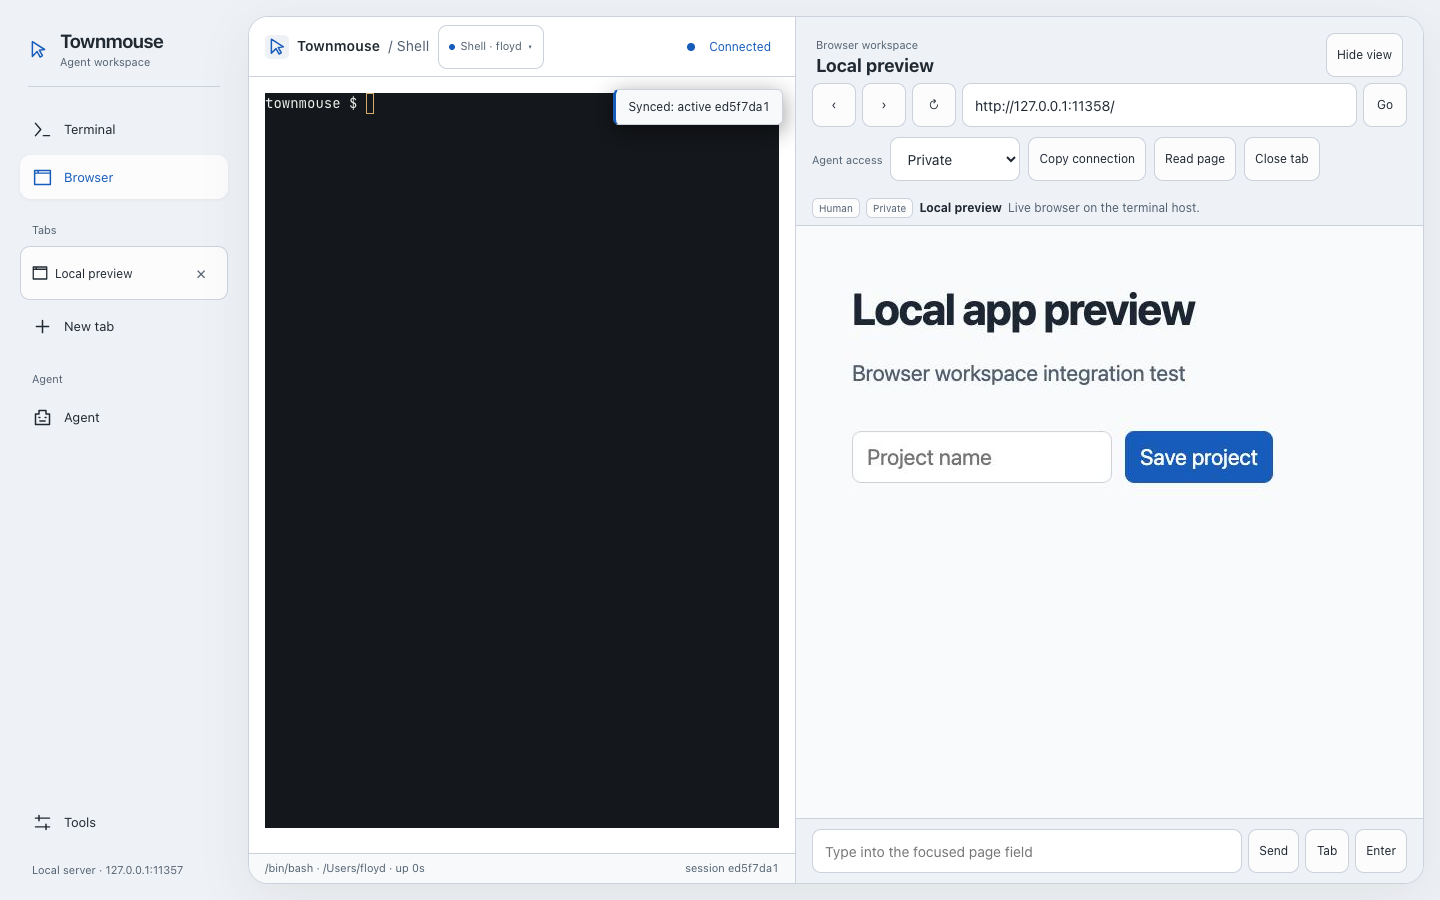 Townmouse
Agent workspace
Terminal
Browser
Tabs
Local preview ×
New tab
Agent
Agent
Tools
Local server · 127.0.0.1:11357
Townmouse / Shell
Shell · floyd
Connected
townmouse $
Synced: active ed5f7da1
/bin/bash · /Users/floyd · up 0s
session ed5f7da1
Browser workspace
Local preview
Hide view
‹ › ↻ http://127.0.0.1:11358/ Go
Agent access Private Copy connection Read page Close tab
Human Private Local preview Live browser on the terminal host.
Local app preview
Browser workspace integration test
Project name Save project
Type into the focused page field Send Tab Enter